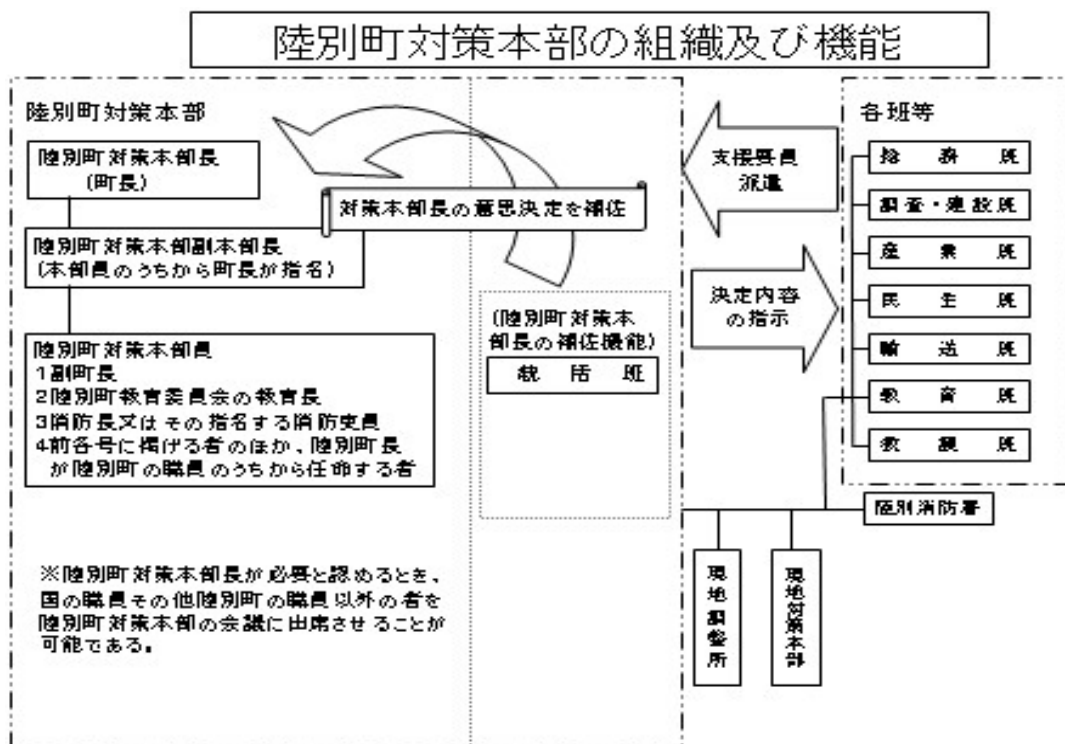 陸別町対策本部の組織及び機能
陸別町対策本部
陸別町対策本部長
(町長)
陸別町対策本部副本部長
(本部員のうちから町長が指名)
陸別町対策本部員
1副町長
2陸別町教育委員会の教育長
3消防長又はその指名する消防吏員
4前各号に掲げる者のほか、陸別町長
が陸別町の職員のうちから任命する者
※陸別町対策本部長が必要と認めるとき、
国の職員その他陸別町の職員以外の者を
陸別町対策本部の会議に出席させることが
可能である。
対策本部長の意思決定を補佐
(陸別町対策本
部長の補佐機能)
統括班
支援要員
派遣
決定内容
の指示
各班等
総務班
調査・建設班
産業班
民生班
輸送班
教育班
救護班
陸別消防署
現地調整所
現地対策本部